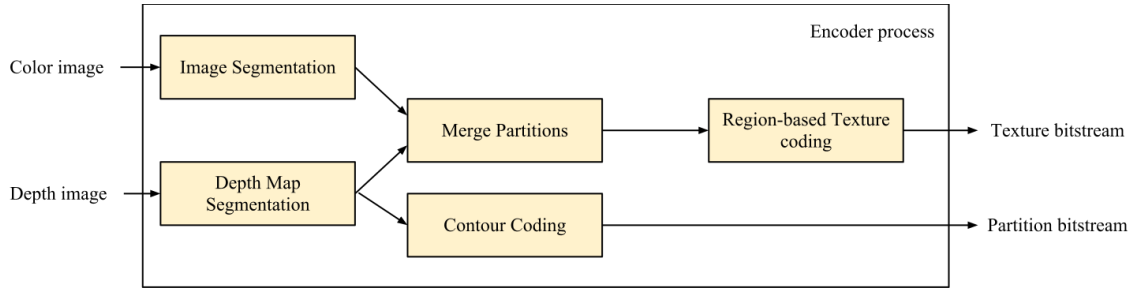 Encoder process
Color image
Image Segmentation
Merge Partitions
Region-based Texture
coding
Texture bitstream
Depth image
Depth Map
Segmentation
Contour Coding
Partition bitstream